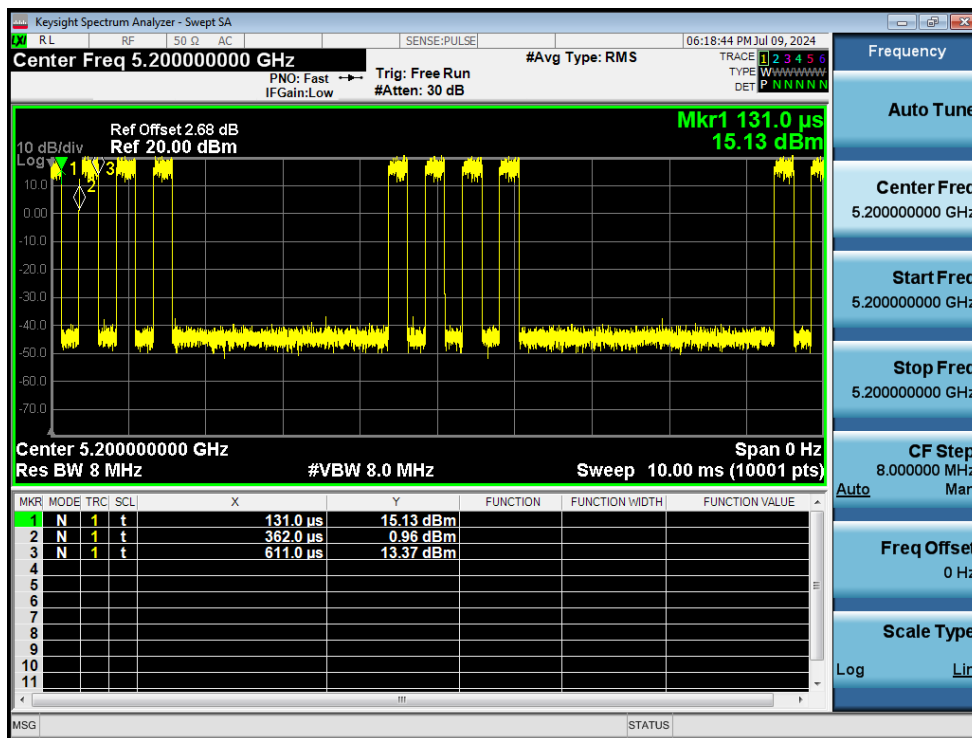 Keysight Spectrum Analyzer - Swept SA
LXI RL RF 50 Ω AC SENSE:PULSE 06:18:44 PM Jul 09, 2024
Center Freq 5.200000000 GHz
PNO: Fast
IFGain:Low
Trig: Free Run
#Atten: 30 dB
#Avg Type: RMS
TRACE 1 2 3 4 5 6
TYPE WWWWWW
DET P N N N N N
Ref Offset 2.68 dB
Ref 20.00 dBm
10 dB/div
Log
Mkr1 131.0 µs
15.13 dBm
1
2
3
10.0
0.00
-10.0
-20.0
-30.0
-40.0
-50.0
-60.0
-70.0
Center 5.200000000 GHz Span 0 Hz
Res BW 8 MHz #VBW 8.0 MHz Sweep 10.00 ms (10001 pts)
MKR MODE TRC SCL X Y FUNCTION FUNCTION WIDTH FUNCTION VALUE
1 N 1 t 131.0 µs 15.13 dBm
2 N 1 t 362.0 µs 0.96 dBm
3 N 1 t 611.0 µs 13.37 dBm
4
5
6
7
8
9
10
11
MSG STATUS
Frequency
Auto Tune
Center Freq
5.200000000 GHz
Start Freq
5.200000000 GHz
Stop Freq
5.200000000 GHz
CF Step
8.000000 MHz
Auto Man
Freq Offset
0 Hz
Scale Type
Log Lin